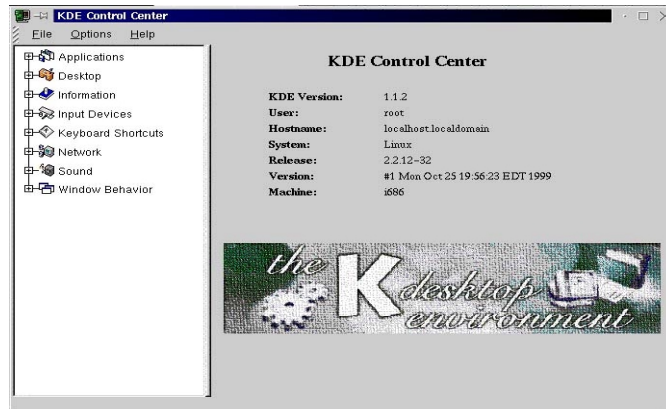 KDE Control Center
File Options Help
Applications
Desktop
Information
Input Devices
Keyboard Shortcuts
Network
Sound
Window Behavior
KDE Control Center
KDE Version: 1.1.2
User: root
Hostname: localhost.localdomain
System: Linux
Release: 2.2.12-32
Version: #1 Mon Oct 25 19:56:23 EDT 1999
Machine: i686
the K desktop
environment